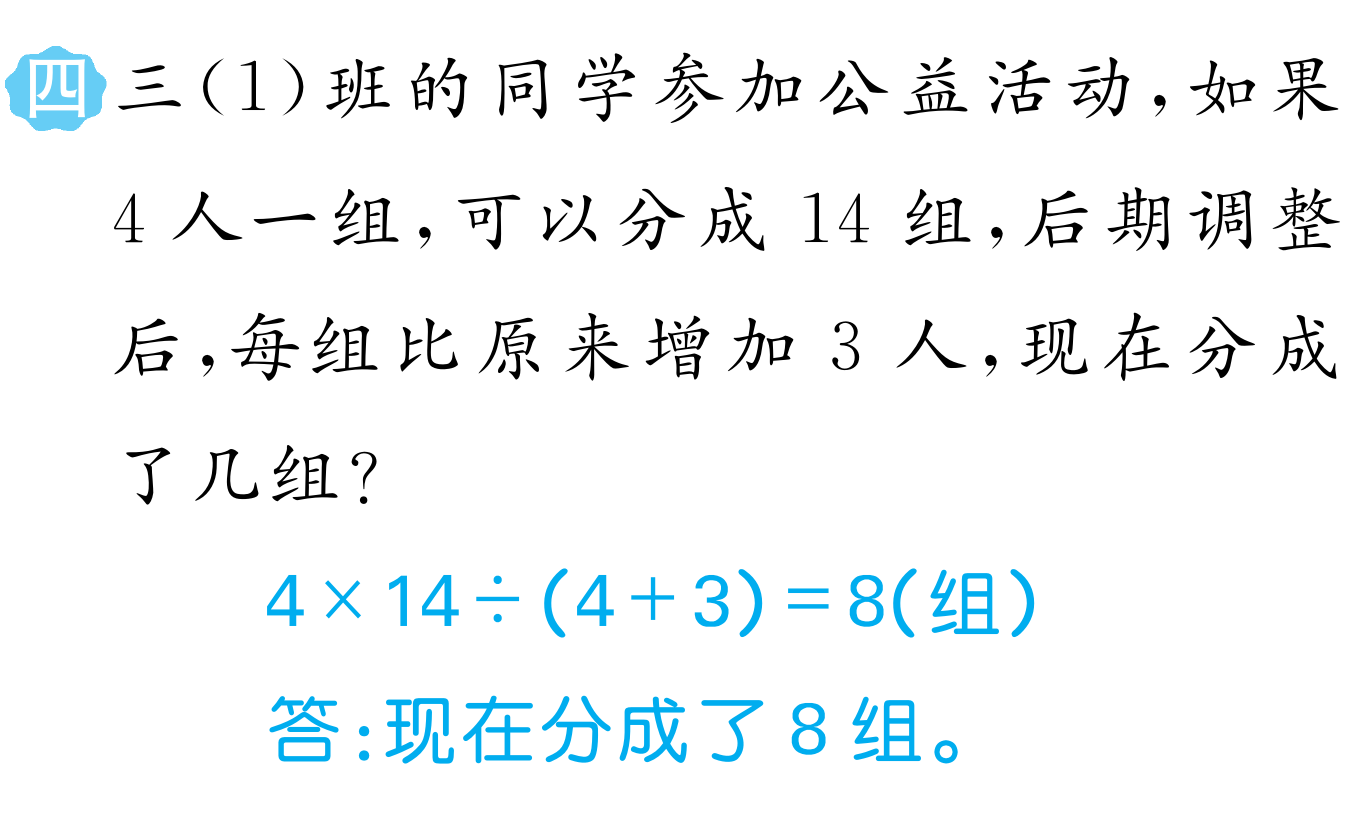 四 三(1)班的同学参加公益活动,如果
4人一组,可以分成14组,后期调整
后,每组比原来增加3人,现在分成
了几组?
4×14÷(4+3)=8(组)
答:现在分成了8组。